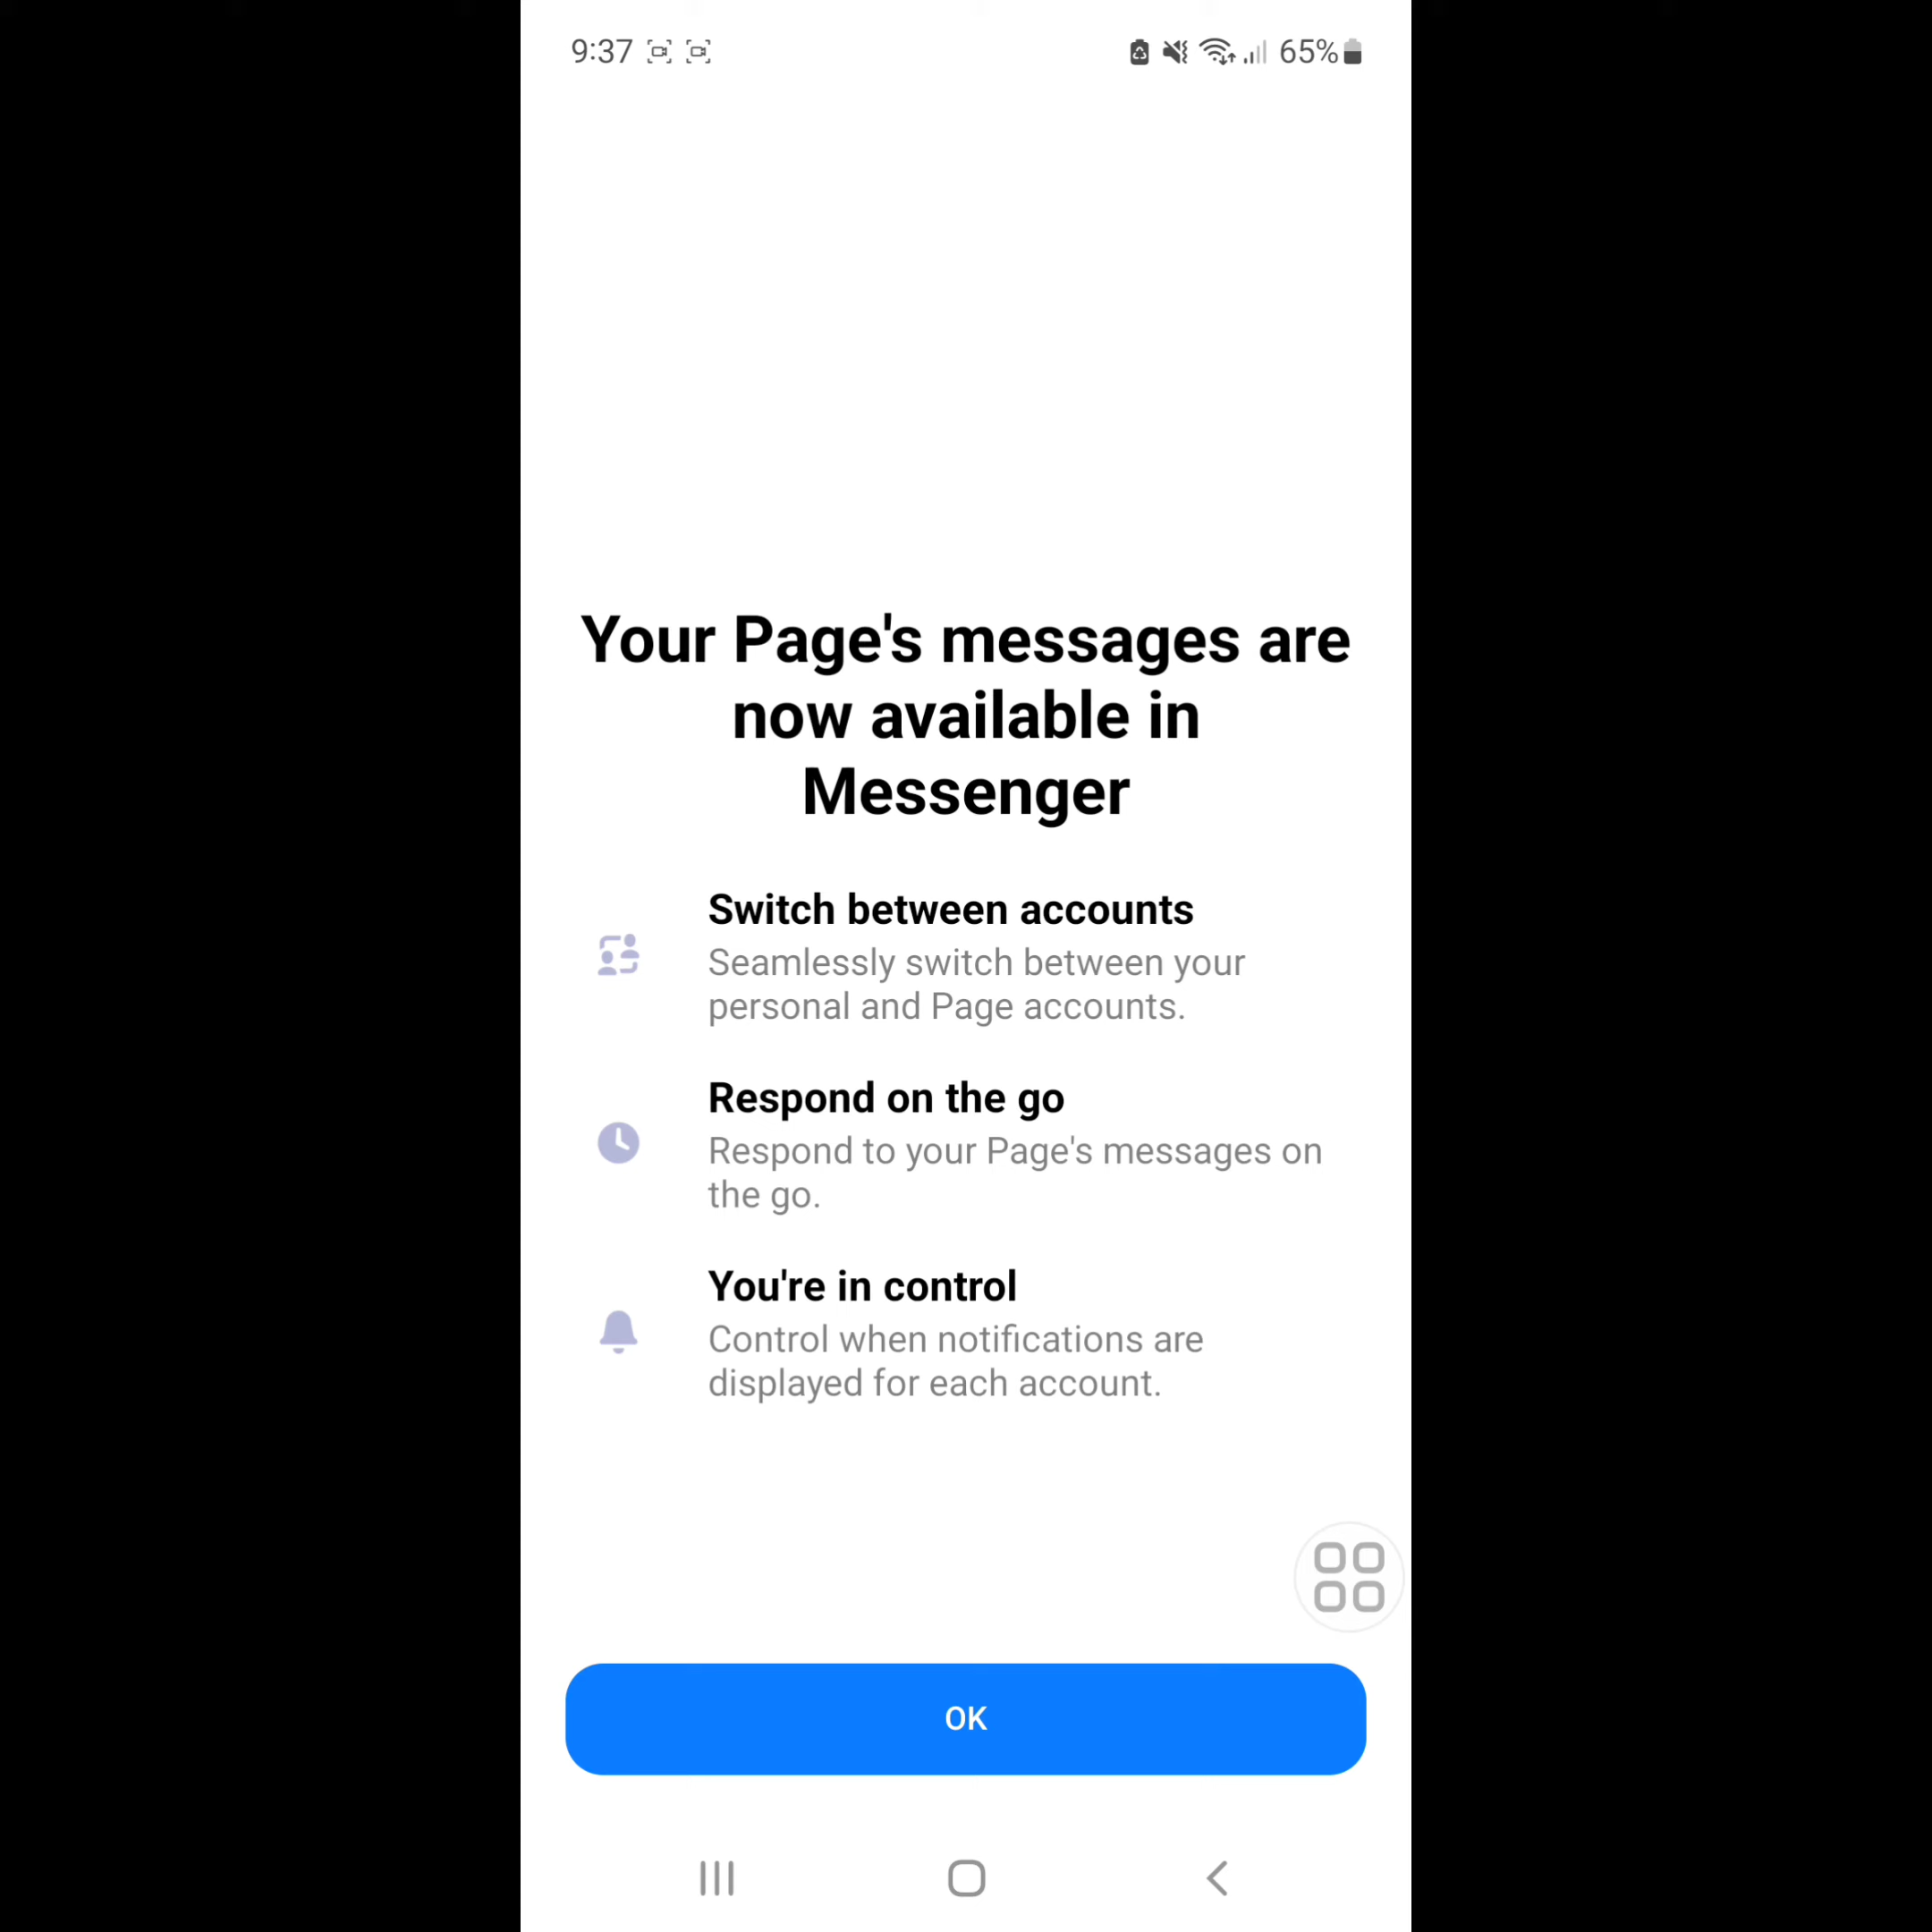 9:37
65%
Your Page's messages are
now available in
Messenger
Switch between accounts
Seamlessly switch between your
personal and Page accounts.
Respond on the go
Respond to your Page's messages on
the go.
You're in control
Control when notifications are
displayed for each account.
OK